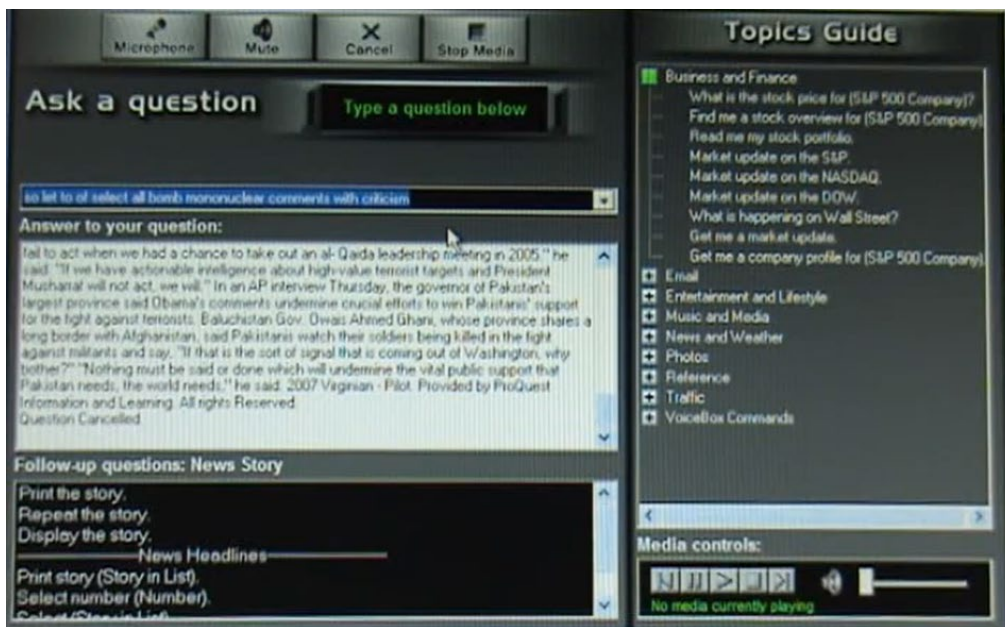 Microphone
Mute
Cancel
Stop Media
Ask a question
Type a question below
so let to of select all bomb mononuclear comments with criticism
Answer to your question:
fail to act when we had a chance to take out an al- Qaida leadership meeting in 2005." he
said. "If we have actionable intelligence about high-value terrorist targets and President
Musharraf will not act, we will." In an AP interview Thursday, the governor of Pakistan's
largest province said Obama's comments undermine crucial efforts to win Pakistanis' support
for the fight against terrorists. Baluchistan Gov. Owais Ahmed Ghani, whose province shares a
long border with Afghanistan, said Pakistanis watch their soldiers being killed in the fight
against militants and say, "If that is the sort of signal that is coming out of Washington, why
bother?" "Nothing must be said or done which will undermine the vital public support that
Pakistan needs, the world needs," he said. 2007 Virginian - Pilot. Provided by ProQuest
Information and Learning. All rights Reserved.
Question Cancelled
Follow-up questions: News Story
Print the story.
Repeat the story.
Display the story.
News Headlines
Print story (Story in List).
Select number (Number).
Select (Story in List).
Topics Guide
Business and Finance
What is the stock price for (S&P 500 Company)?
Find me a stock overview for (S&P 500 Company)
Read me my stock portfolio.
Market update on the S&P.
Market update on the NASDAQ.
Market update on the DOW.
What is happening on Wall Street?
Get me a market update.
Get me a company profile for (S&P 500 Company)
Email
Entertainment and Lifestyle
Music and Media
News and Weather
Photos
Reference
Traffic
VoiceBox Commands
Media controls:
No media currently playing